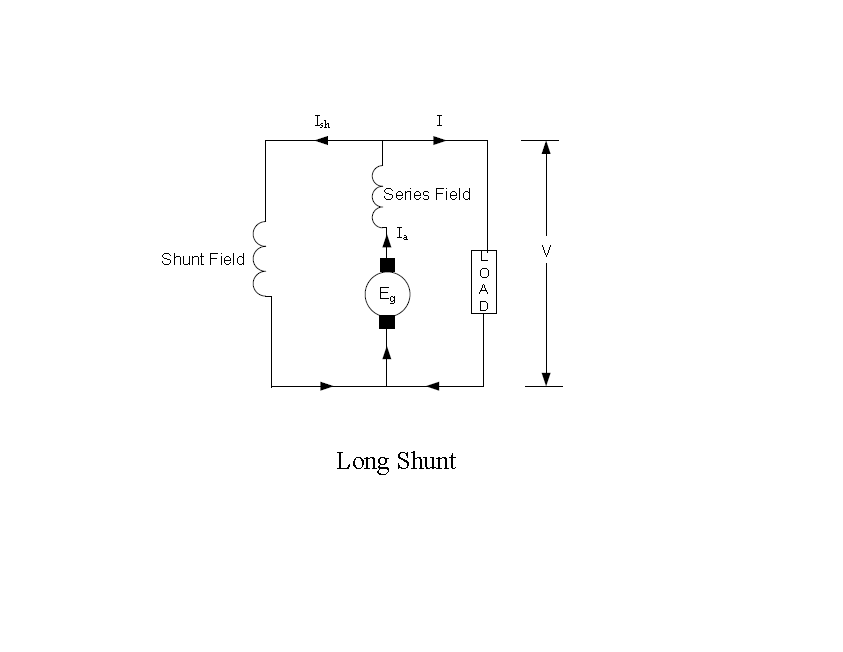 Ish
I
Series Field
Ia
Shunt Field
V
L
O
A
D
Eg
Long Shunt